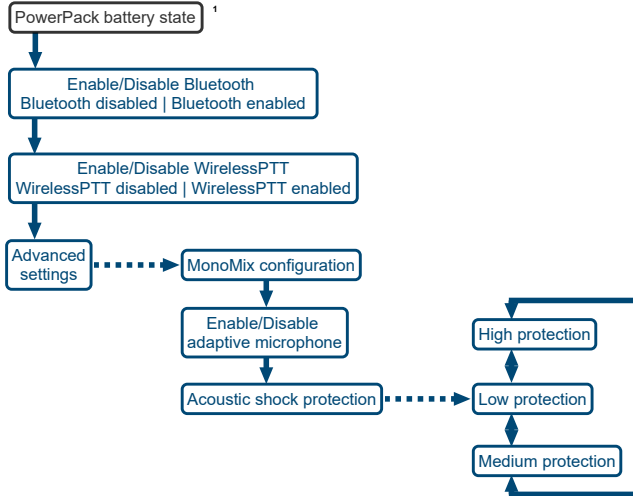 PowerPack battery state 1
Enable/Disable Bluetooth
Bluetooth disabled | Bluetooth enabled
Enable/Disable WirelessPTT
WirelessPTT disabled | WirelessPTT enabled
Advanced
settings
MonoMix configuration
Enable/Disable
adaptive microphone
Acoustic shock protection
High protection
Low protection
Medium protection